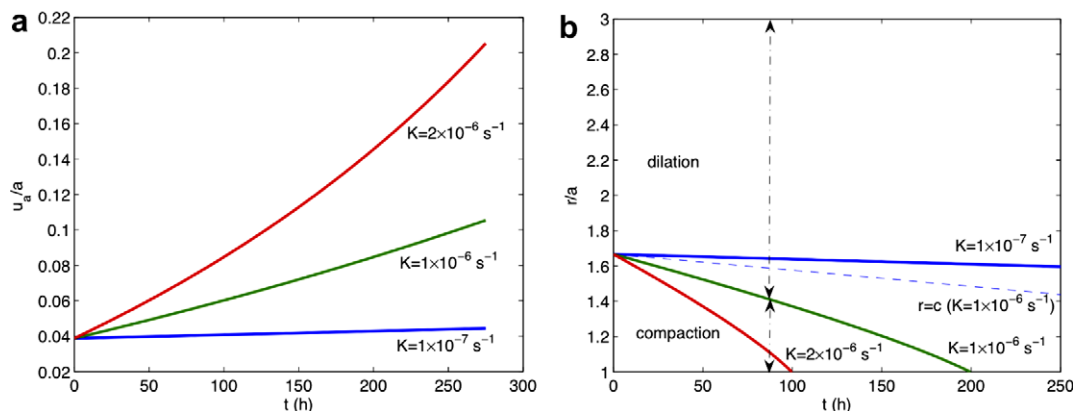 a
0.22
0.2
0.18
0.16
0.14
0.12
0.1
0.08
0.06
0.04
0.02
u_a/a
K=2×10⁻⁶ s⁻¹
K=1×10⁻⁶ s⁻¹
K=1×10⁻⁷ s⁻¹
0 50 100 150 200 250 300
t (h)
b
3
2.8
2.6
2.4
2.2
2
1.8
1.6
1.4
1.2
1
r/a
dilation
K=1×10⁻⁷ s⁻¹
r=c (K=1×10⁻⁶ s⁻¹)
compaction
K=2×10⁻⁶ s⁻¹
K=1×10⁻⁶ s⁻¹
0 50 100 150 200 250
t (h)